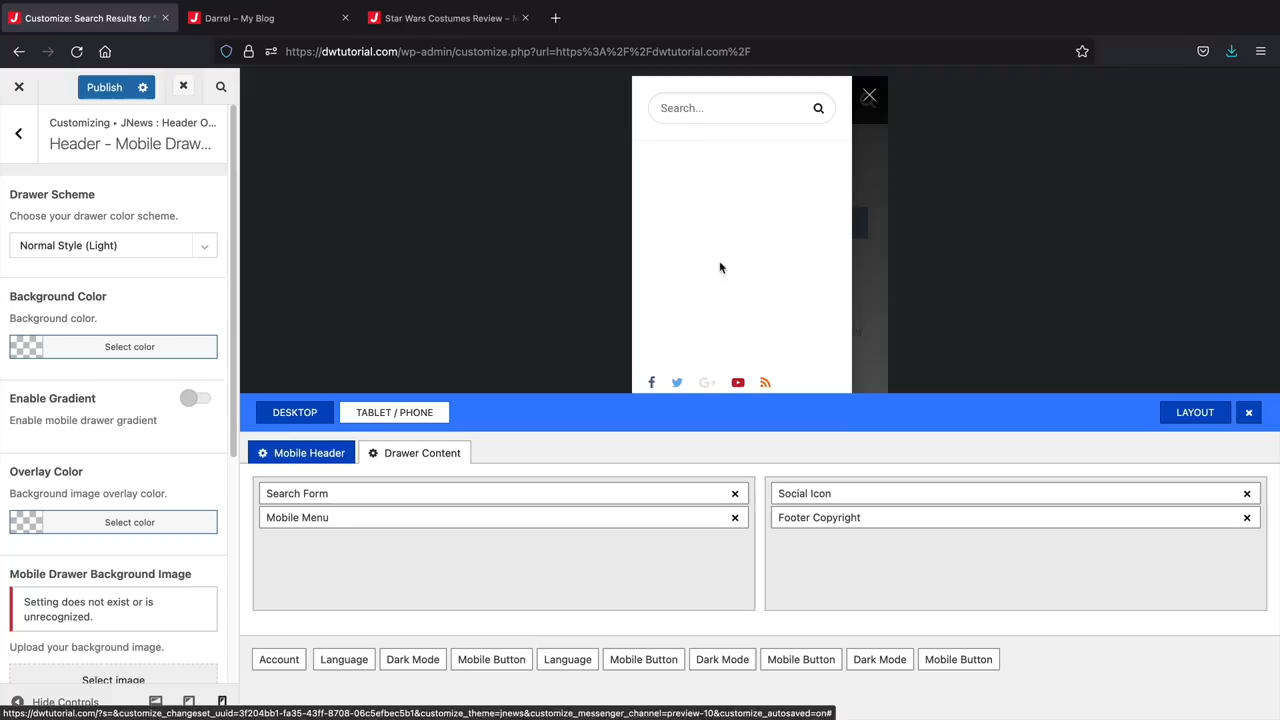 Customize: Search Results for "
Darrel – My Blog
Star Wars Costumes Review – M
https://dwtutorial.com/wp-admin/customize.php?url=https%3A%2F%2Fdwtutorial.com%2F
Publish
Customizing • JNews : Header O...
Header - Mobile Draw...
Drawer Scheme
Choose your drawer color scheme.
Normal Style (Light)
Background Color
Background color.
Select color
Enable Gradient
Enable mobile drawer gradient
Overlay Color
Background image overlay color.
Select color
Mobile Drawer Background Image
Setting does not exist or is
unrecognized.
Upload your background image.
Select image
Hide Controls
Search...
DESKTOP
TABLET / PHONE
LAYOUT
Mobile Header
Drawer Content
Search Form
Mobile Menu
Social Icon
Footer Copyright
Account
Language
Dark Mode
Mobile Button
Language
Mobile Button
Dark Mode
Mobile Button
Dark Mode
Mobile Button
https://dwtutorial.com/?s=&customize_changeset_uuid=3f204bb1-fa35-43ff-8708-06c5efbec5b1&customize_theme=jnews&customize_messenger_channel=preview-10&customize_autosaved=on#